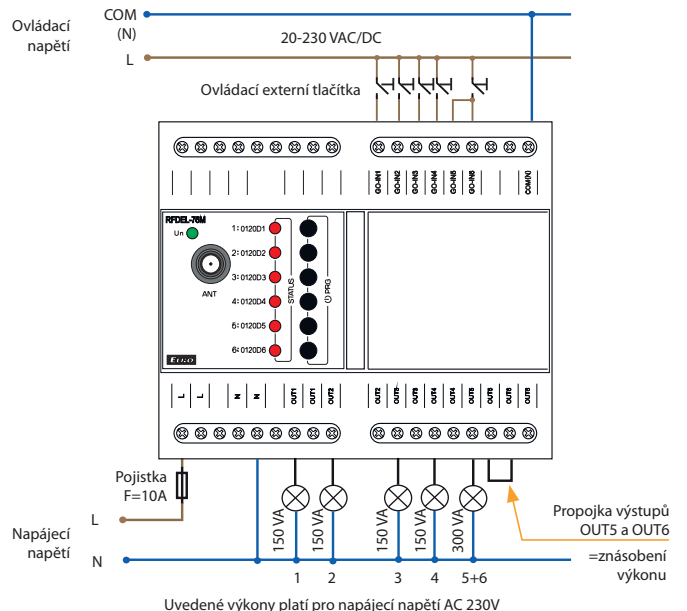 Ovládací
napětí
COM
(N)
L
20-230 VAC/DC
Ovládací externí tlačítka
GO-IN1
GO-IN2
GO-IN3
GO-IN4
GO-IN5
GO-IN6
COM(N)
RFDEL-76M
Un
ANT
1: 0120D1
2: 0120D2
3: 0120D3
4: 0120D4
5: 0120D5
6: 0120D6
STATUS
PRG
ELKO
L
L
N
N
OUT1
OUT1
OUT2
OUT2
OUT3
OUT4
OUT4
OUT5
OUT6
OUT6
Pojistka
F=10A
150 VA
150 VA
150 VA
150 VA
300 VA
Propojka výstupů
OUT5 a OUT6
=znásobení
výkonu
Napájecí
napětí
L
N
1
2
3
4
5+6
Uvedené výkony platí pro napájecí napětí AC 230V